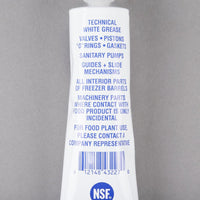 TECHNICAL
WHITE GREASE
VALVES • PISTONS
"O" RINGS • GASKETS
SANITARY PUMPS
GUIDES + SLIDE
MECHANISMS
ALL INTERIOR PARTS
OF FREEZER BARRELS
MACHINERY PARTS
WHERE CONTACT WITH
FOOD PRODUCT IS ONLY
INCIDENTAL
FOR FOOD PLANT USE,
PLEASE CONTACT A
COMPANY REPRESENTATIVE
NSF